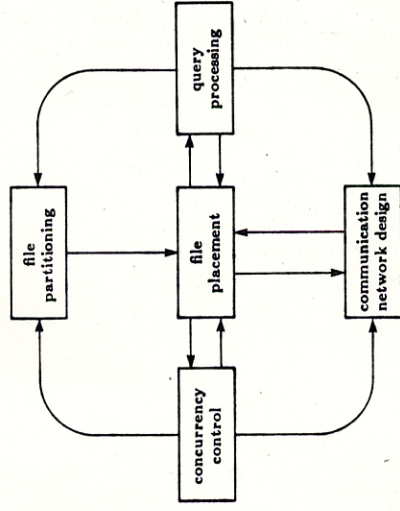 file
partitioning
concurrency
control
file
placement
query
processing
communication
network design